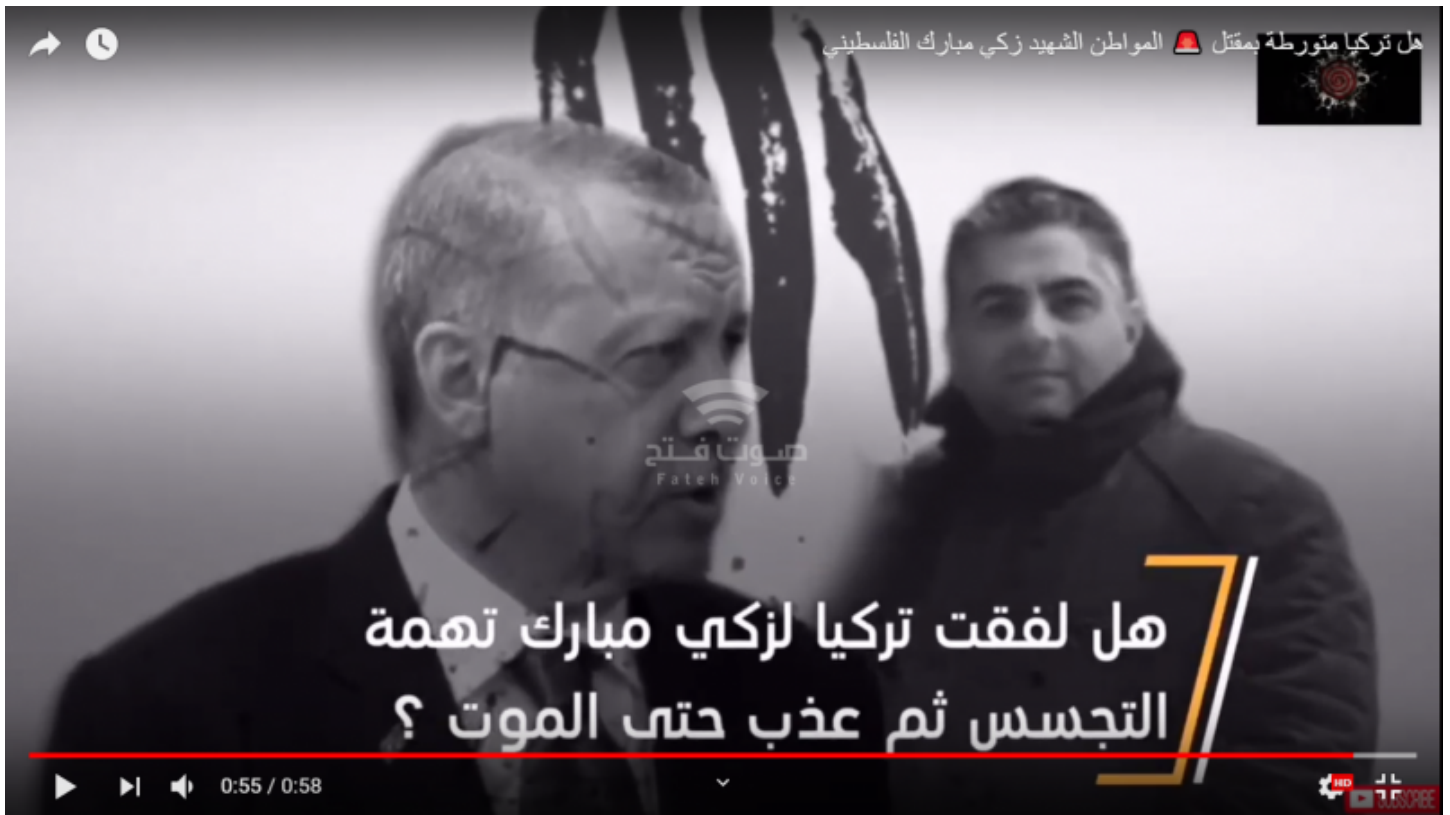 هل تركيا متورطة بمقتل 🚨 المواطن الشهيد زكي مبارك الفلسطيني
صوت فتح
Fateh Voice
هل لفقت تركيا لزكي مبارك تهمة
التجسس ثم عذب حتى الموت ؟
0:55 / 0:58
HD
SUBSCRIBE